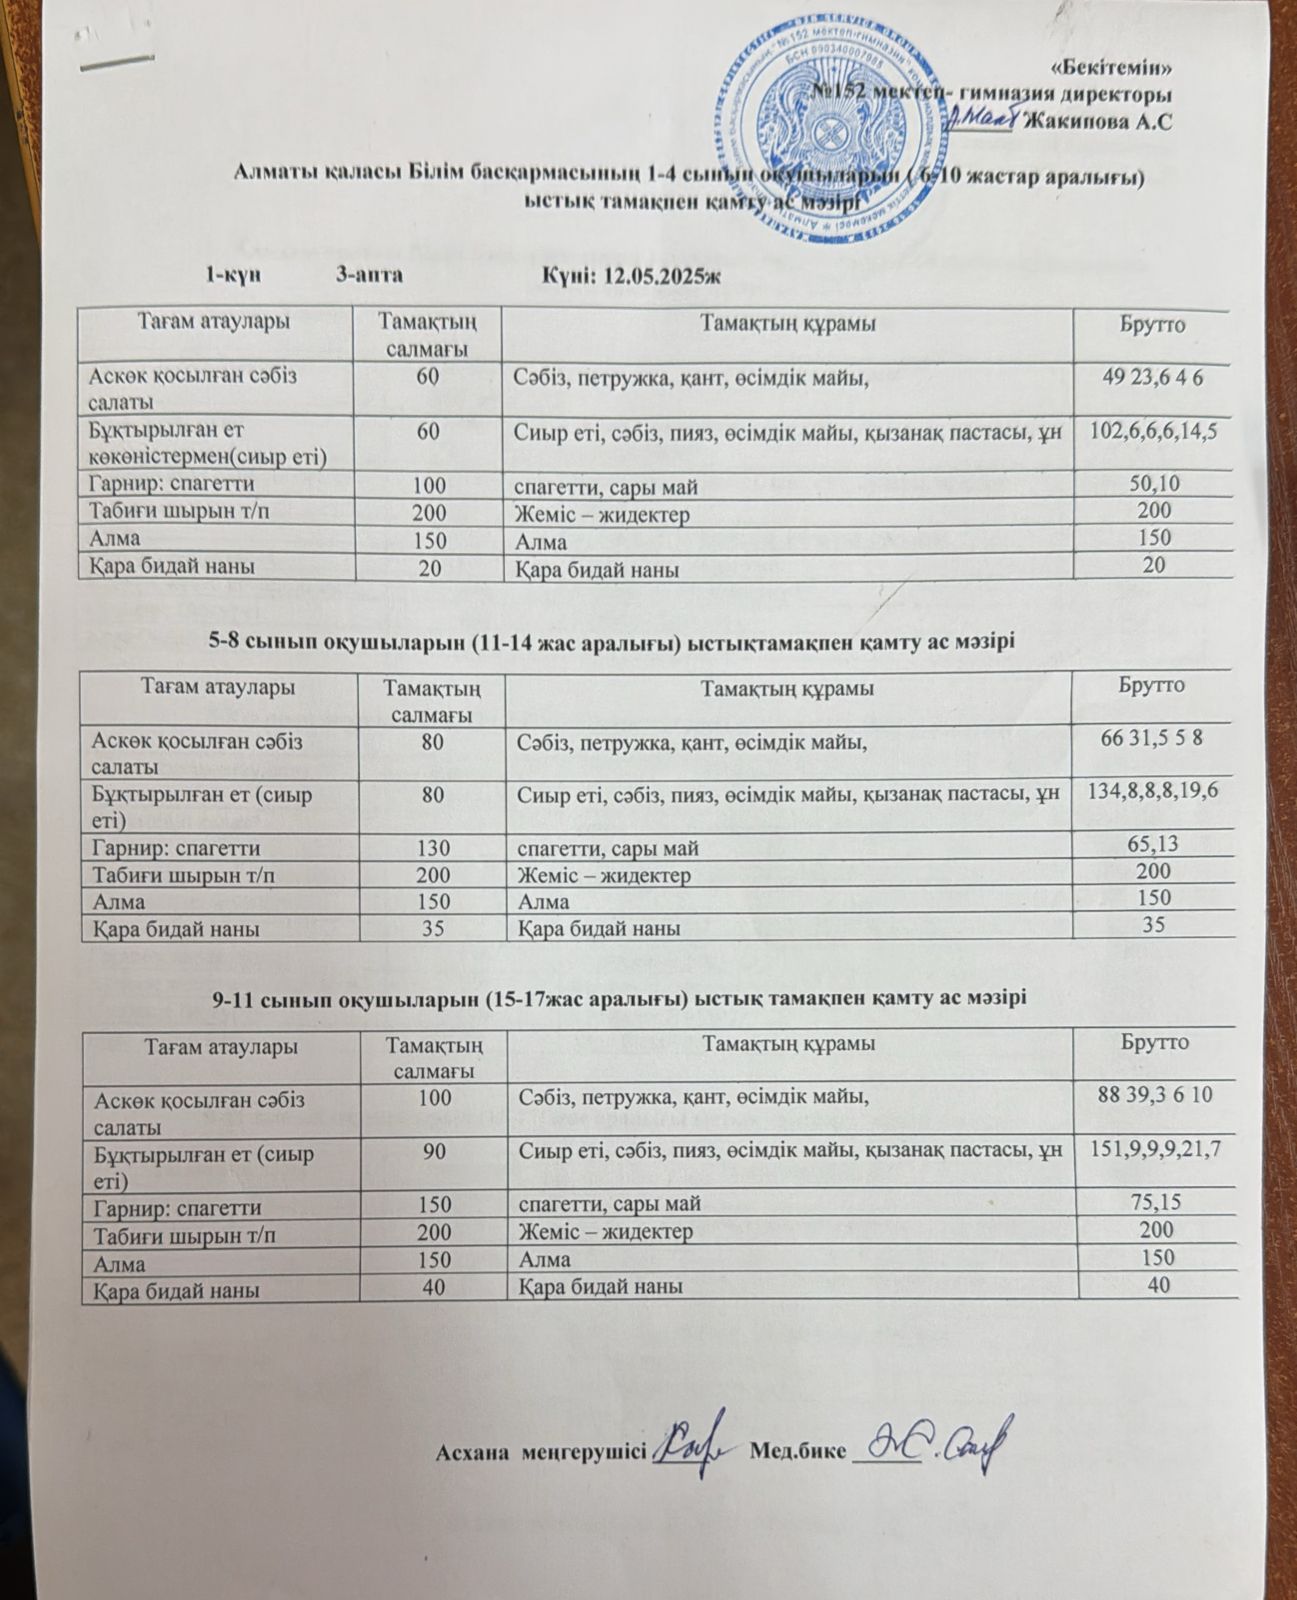 «Бекітемін»
№152 мектеп- гимназия директоры
Жакипова А.С
Алматы қаласы Білім басқармасының 1-4 сынып оқушыларын ( 6-10 жастар аралығы)
ыстық тамақпен қамту ас мәзірі
1-күн 3-апта Күні: 12.05.2025ж
Тағам атаулары Тамақтың салмағы Тамақтың құрамы Брутто
Аскөк қосылған сәбіз салаты 60 Сәбіз, петружка, қант, өсімдік майы, 49 23,6 4 6
Бұқтырылған ет көкөністермен(сиыр еті) 60 Сиыр еті, сәбіз, пияз, өсімдік майы, қызанақ пастасы, ұн 102,6,6,6,14,5
Гарнир: спагетти 100 спагетти, сары май 50,10
Табиғи шырын т/п 200 Жеміс – жидектер 200
Алма 150 Алма 150
Қара бидай наны 20 Қара бидай наны 20
5-8 сынып оқушыларын (11-14 жас аралығы) ыстықтамақпен қамту ас мәзірі
Тағам атаулары Тамақтың салмағы Тамақтың құрамы Брутто
Аскөк қосылған сәбіз салаты 80 Сәбіз, петружка, қант, өсімдік майы, 66 31,5 5 8
Бұқтырылған ет (сиыр еті) 80 Сиыр еті, сәбіз, пияз, өсімдік майы, қызанақ пастасы, ұн 134,8,8,8,19,6
Гарнир: спагетти 130 спагетти, сары май 65,13
Табиғи шырын т/п 200 Жеміс – жидектер 200
Алма 150 Алма 150
Қара бидай наны 35 Қара бидай наны 35
9-11 сынып оқушыларын (15-17жас аралығы) ыстық тамақпен қамту ас мәзірі
Тағам атаулары Тамақтың салмағы Тамақтың құрамы Брутто
Аскөк қосылған сәбіз салаты 100 Сәбіз, петружка, қант, өсімдік майы, 88 39,3 6 10
Бұқтырылған ет (сиыр еті) 90 Сиыр еті, сәбіз, пияз, өсімдік майы, қызанақ пастасы, ұн 151,9,9,9,21,7
Гарнир: спагетти 150 спагетти, сары май 75,15
Табиғи шырын т/п 200 Жеміс – жидектер 200
Алма 150 Алма 150
Қара бидай наны 40 Қара бидай наны 40
Асхана меңгерушісі Мед.бике